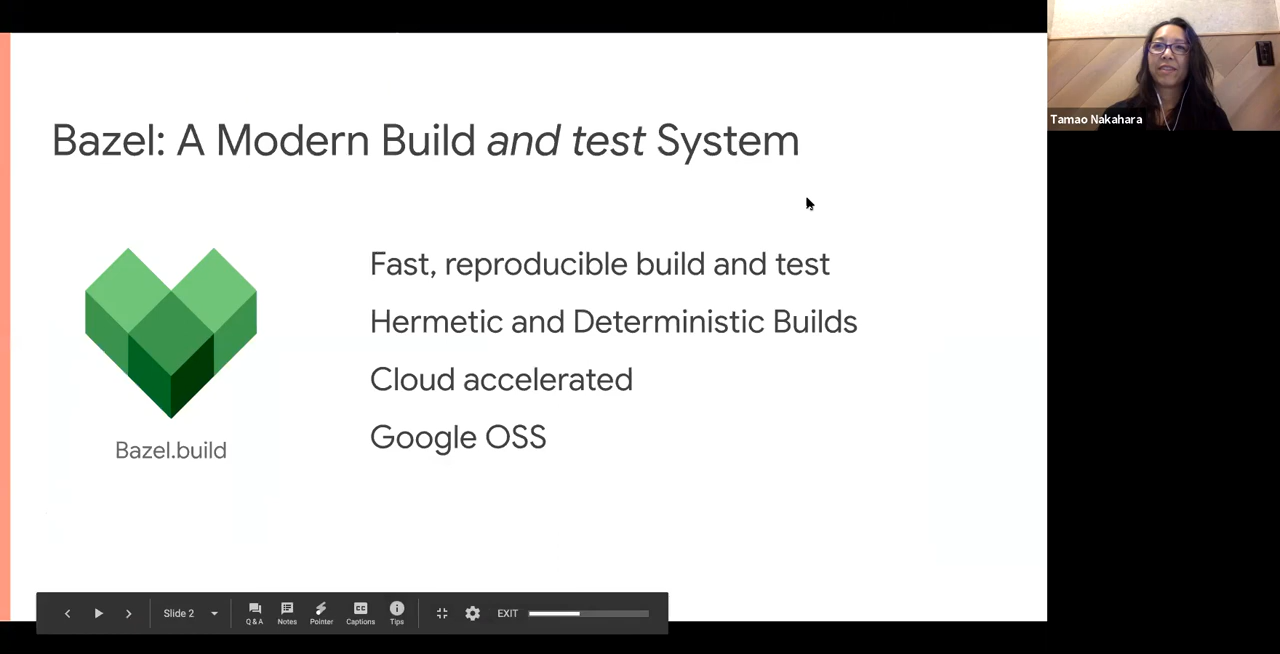 Bazel: A Modern Build and test System
Fast, reproducible build and test
Hermetic and Deterministic Builds
Cloud accelerated
Google OSS
Bazel.build
Tamao Nakahara
Slide 2
Q & A
Notes
Pointer
CC
Captions
Tips
EXIT